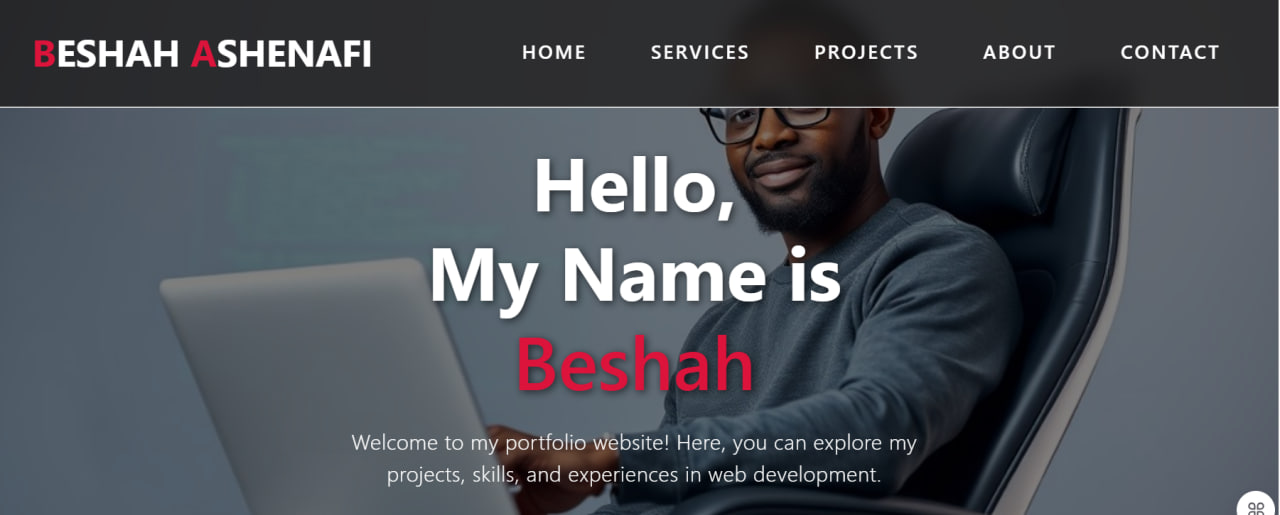 BESHAH ASHENAFI
HOME SERVICES PROJECTS ABOUT CONTACT
Hello,
My Name is
Beshah
Welcome to my portfolio website! Here, you can explore my
projects, skills, and experiences in web development.